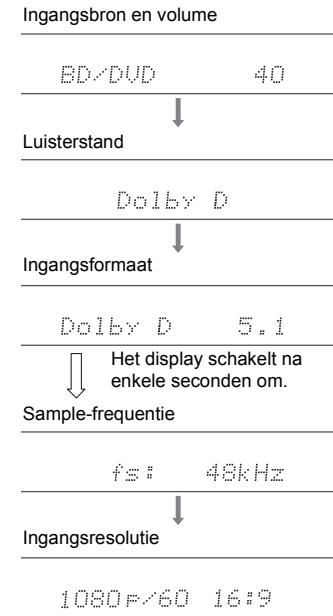 Ingangsbron en volume
BD/DVD 40
Luisterstand
Dolby D
Ingangsformaat
Dolby D 5.1
Het display schakelt na
enkele seconden om.
Sample-frequentie
fs: 48kHz
Ingangsresolutie
1080p/60 16:9